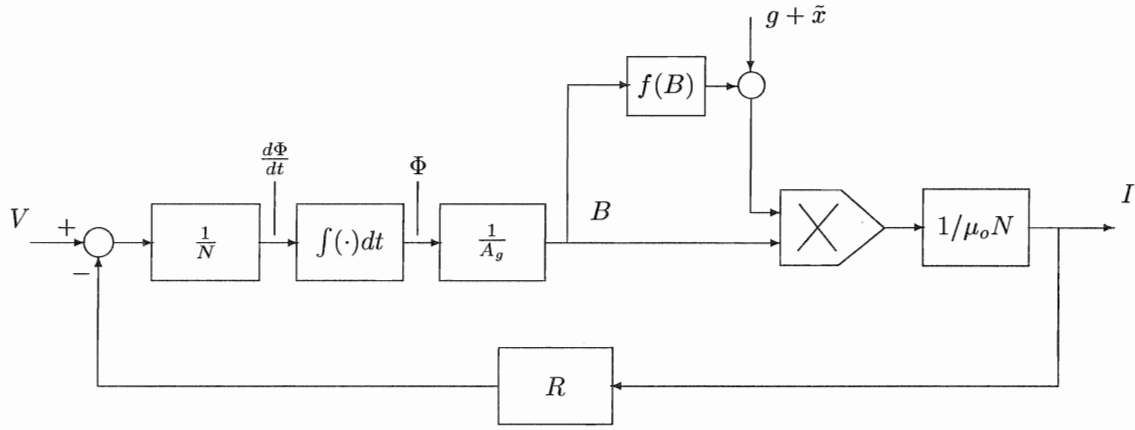 g + x̃
f(B)
dΦ/dt
Φ
V
+
−
1/N
∫(·)dt
1/A_g
B
1/μ_oN
I
R